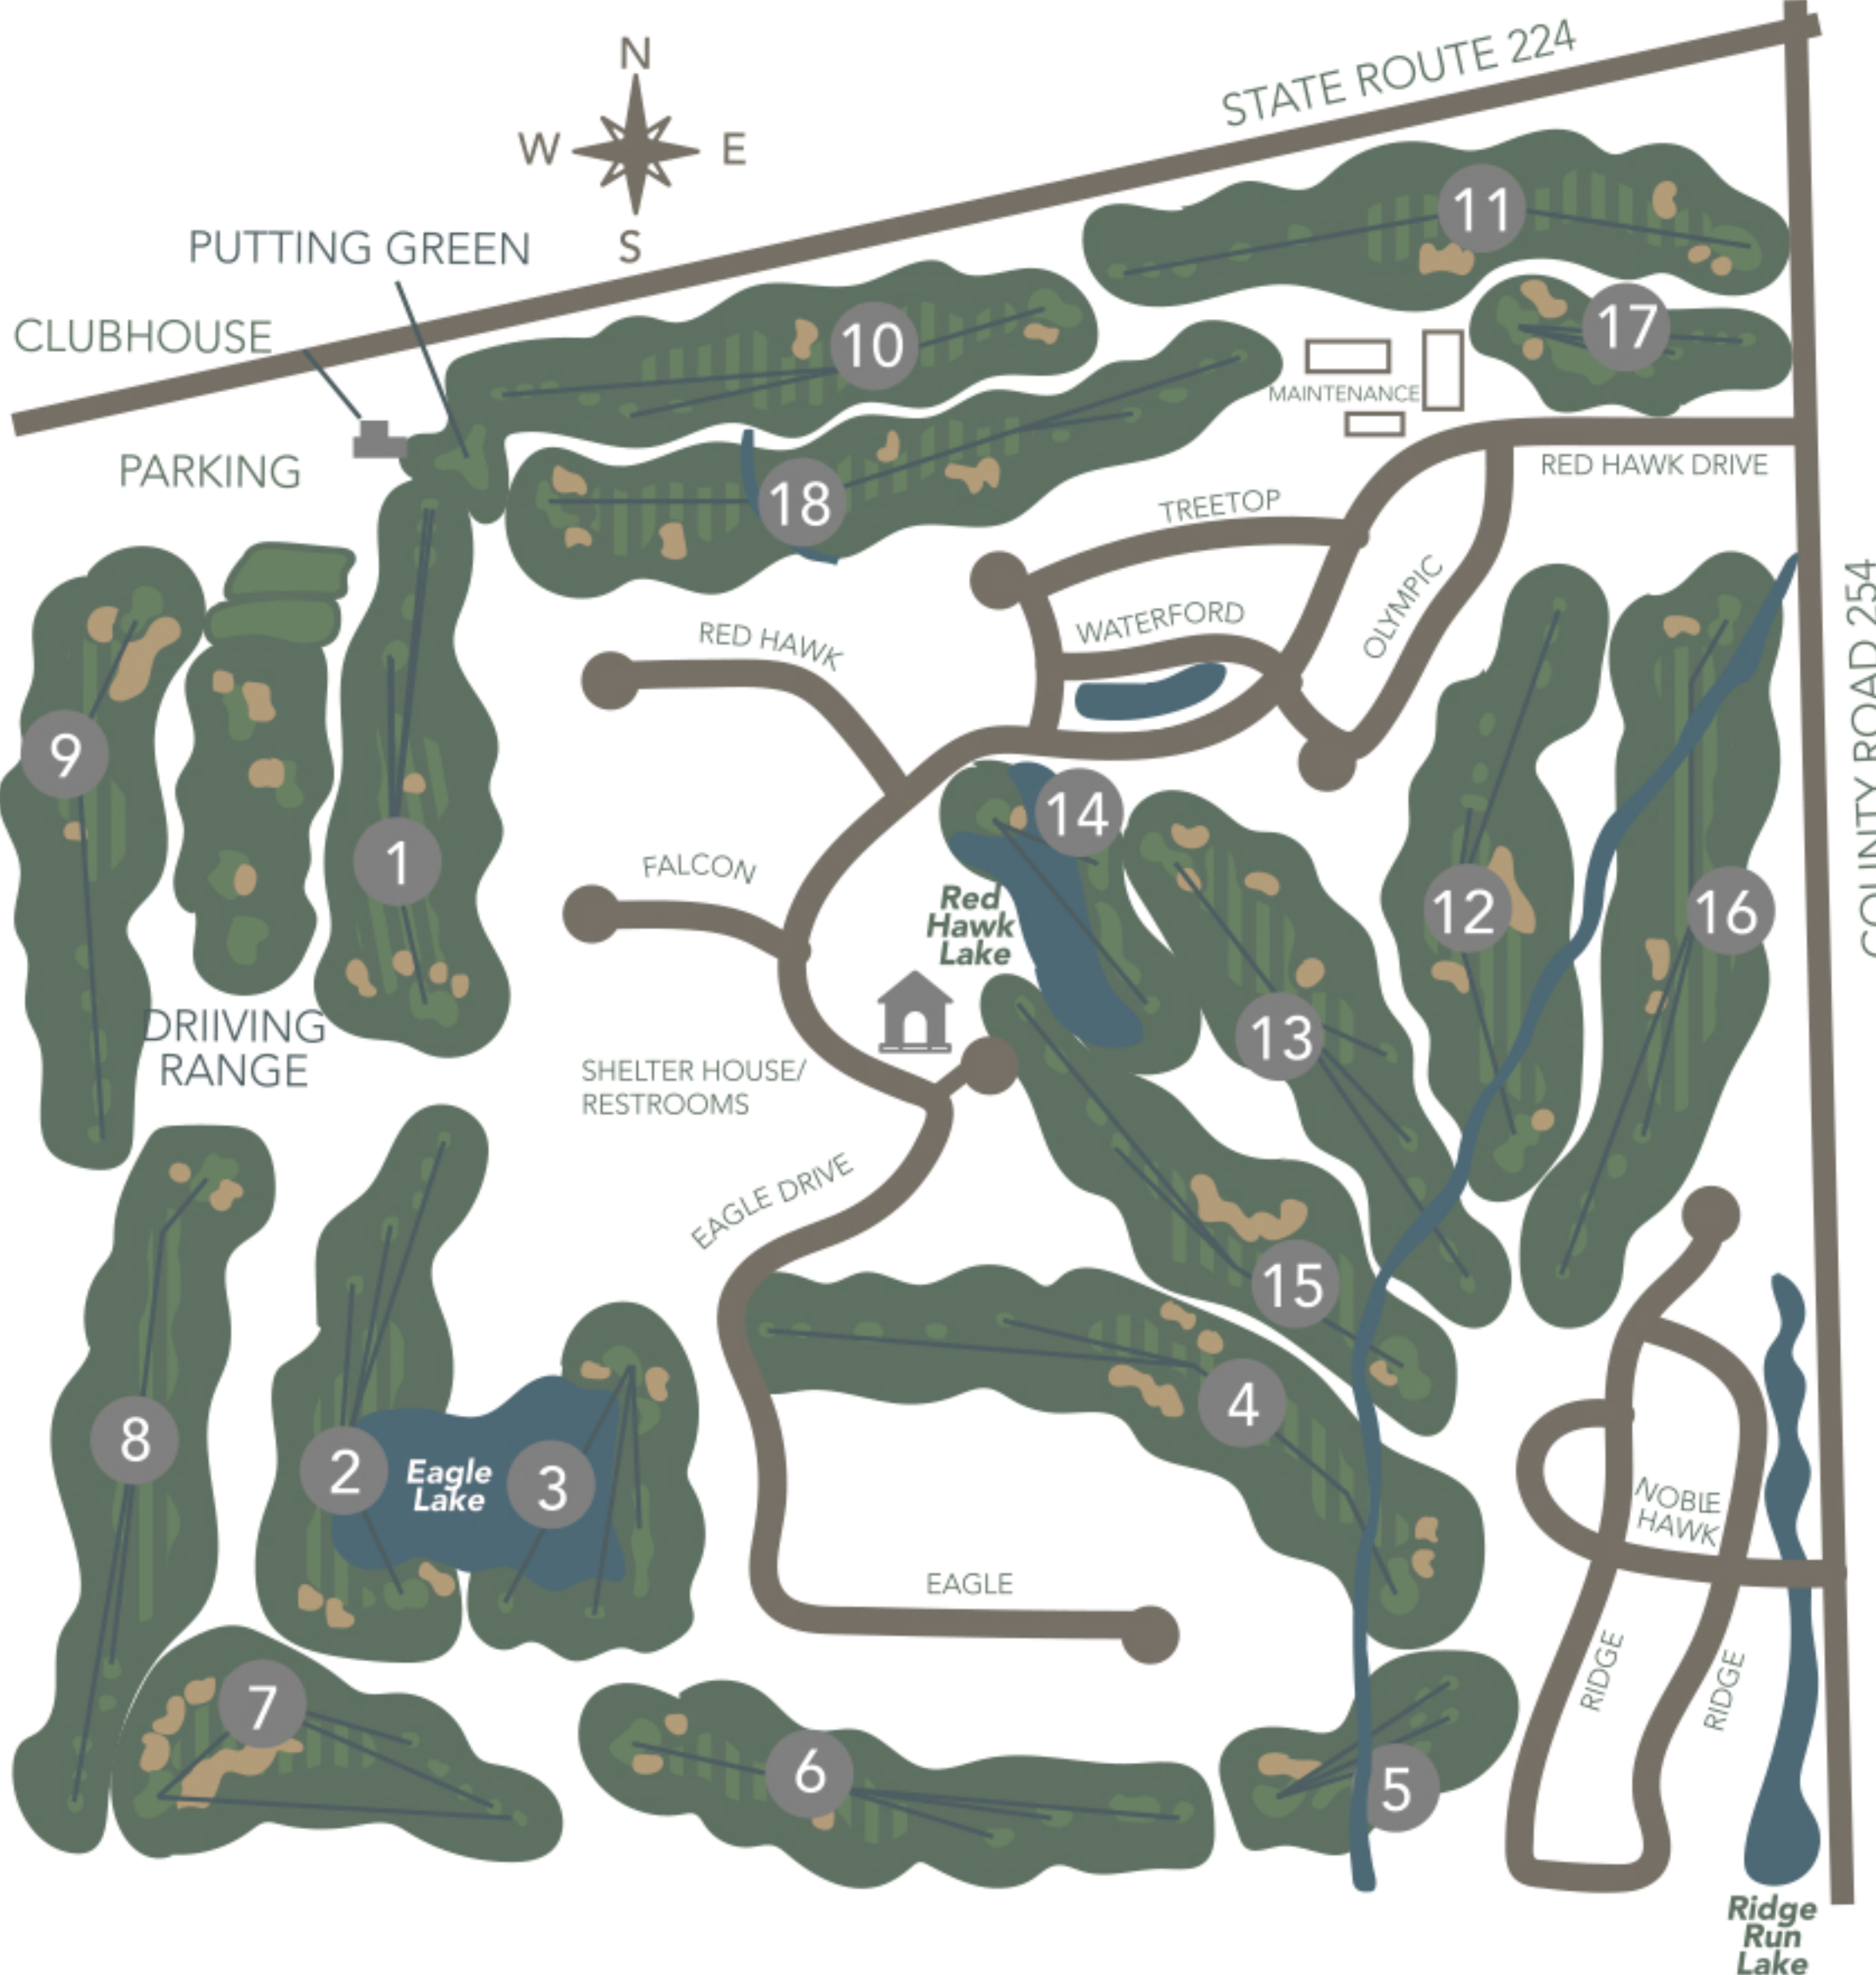 STATE ROUTE 224
N
W
E
S
11
PUTTING GREEN
17
CLUBHOUSE
10
MAINTENANCE
PARKING
RED HAWK DRIVE
18
TREETOP
COUNTY ROAD 254
OLYMPIC
WATERFORD
RED HAWK
9
14
1
FALCON
Red
Hawk
Lake
12
16
DRIIVING
RANGE
13
SHELTER HOUSE/
RESTROOMS
EAGLE DRIVE
15
4
8
2
Eagle
Lake
3
NOBLE
HAWK
EAGLE
RIDGE
RIDGE
7
6
5
Ridge
Run
Lake